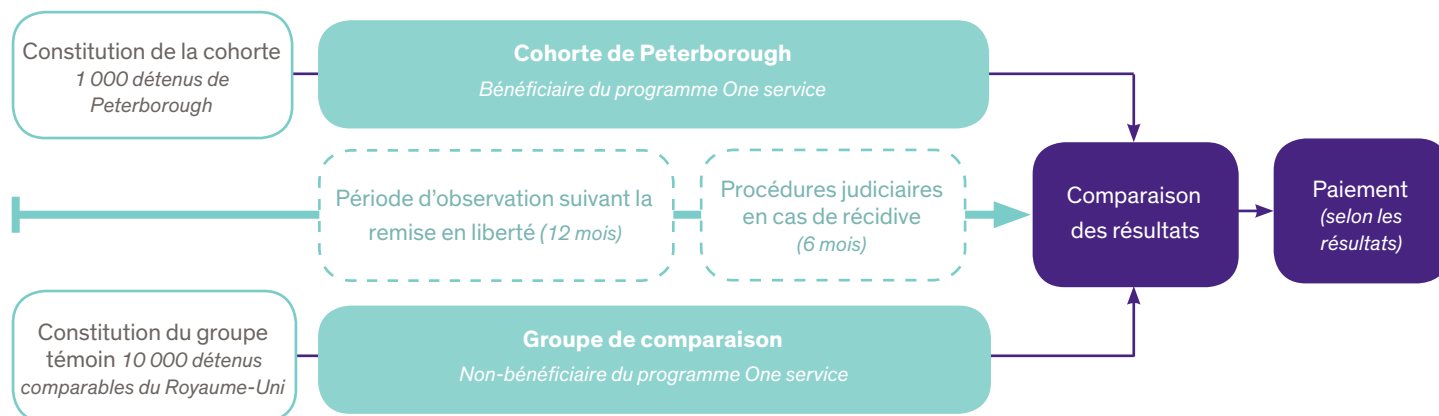 Constitution de la cohorte
1 000 détenus de
Peterborough
Cohorte de Peterborough
Bénéficiaire du programme One service
Période d'observation suivant la
remise en liberté (12 mois)
Procédures judiciaires
en cas de récidive
(6 mois)
Comparaison
des résultats
Paiement
(selon les
résultats)
Constitution du groupe
témoin 10 000 détenus
comparables du Royaume-Uni
Groupe de comparaison
Non-bénéficiaire du programme One service